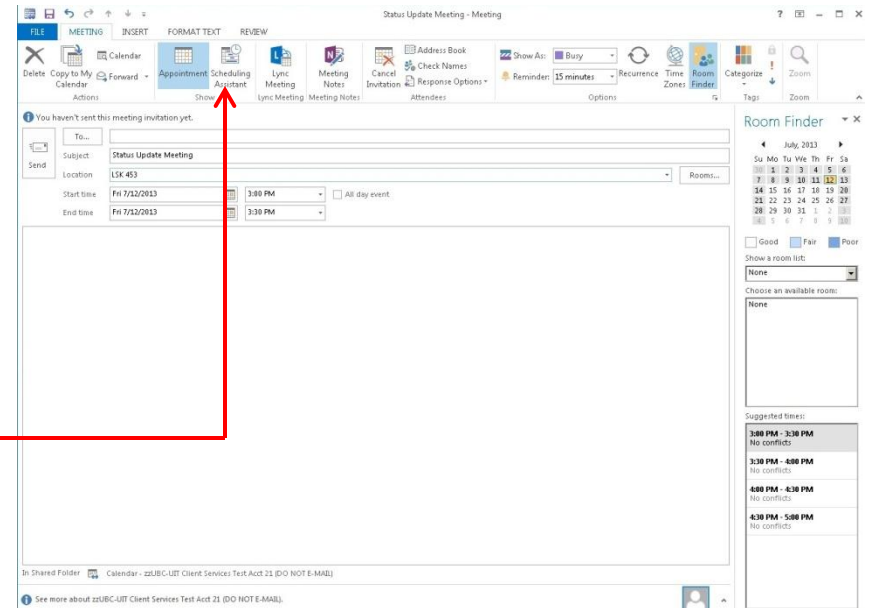 Status Update Meeting - Meeting
FILE MEETING INSERT FORMAT TEXT REVIEW
Delete
Copy to My Calendar
Calendar
Forward
Actions
Appointment
Scheduling Assistant
Show
Lync Meeting
Lync Meeting
Meeting Notes
Meeting Notes
Cancel Invitation
Address Book
Check Names
Response Options
Attendees
Show As: Busy
Reminder: 15 minutes
Recurrence
Time Zones
Room Finder
Options
Categorize
Tags
Zoom
Zoom
You haven't sent this meeting invitation yet.
Send
To...
Subject Status Update Meeting
Location LSK 453 Rooms...
Start time Fri 7/12/2013 3:00 PM All day event
End time Fri 7/12/2013 3:30 PM
In Shared Folder Calendar - zzUBC-UIT Client Services Test Acct 21 (DO NOT E-MAIL)
See more about zzUBC-UIT Client Services Test Acct 21 (DO NOT E-MAIL).
Room Finder
July, 2013
Su Mo Tu We Th Fr Sa
30 1 2 3 4 5 6
7 8 9 10 11 12 13
14 15 16 17 18 19 20
21 22 23 24 25 26 27
28 29 30 31 1 2 3
4 5 6 7 8 9 10
Good Fair Poor
Show a room list:
None
Choose an available room:
None
Suggested times:
3:00 PM - 3:30 PM
No conflicts
3:30 PM - 4:00 PM
No conflicts
4:00 PM - 4:30 PM
No conflicts
4:30 PM - 5:00 PM
No conflicts